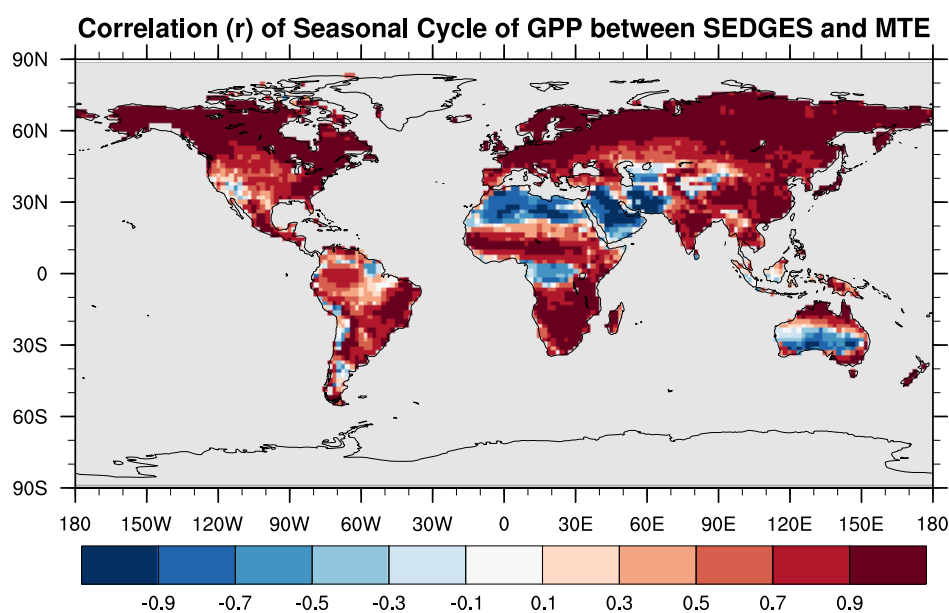 Correlation (r) of Seasonal Cycle of GPP between SEDGES and MTE
90N
60N
30N
0
30S
60S
90S
180 150W 120W 90W 60W 30W 0 30E 60E 90E 120E 150E 180
-0.9 -0.7 -0.5 -0.3 -0.1 0.1 0.3 0.5 0.7 0.9